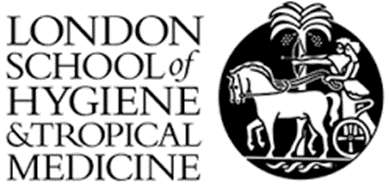 LONDON
SCHOOL of
HYGIENE
&TROPICAL
MEDICINE